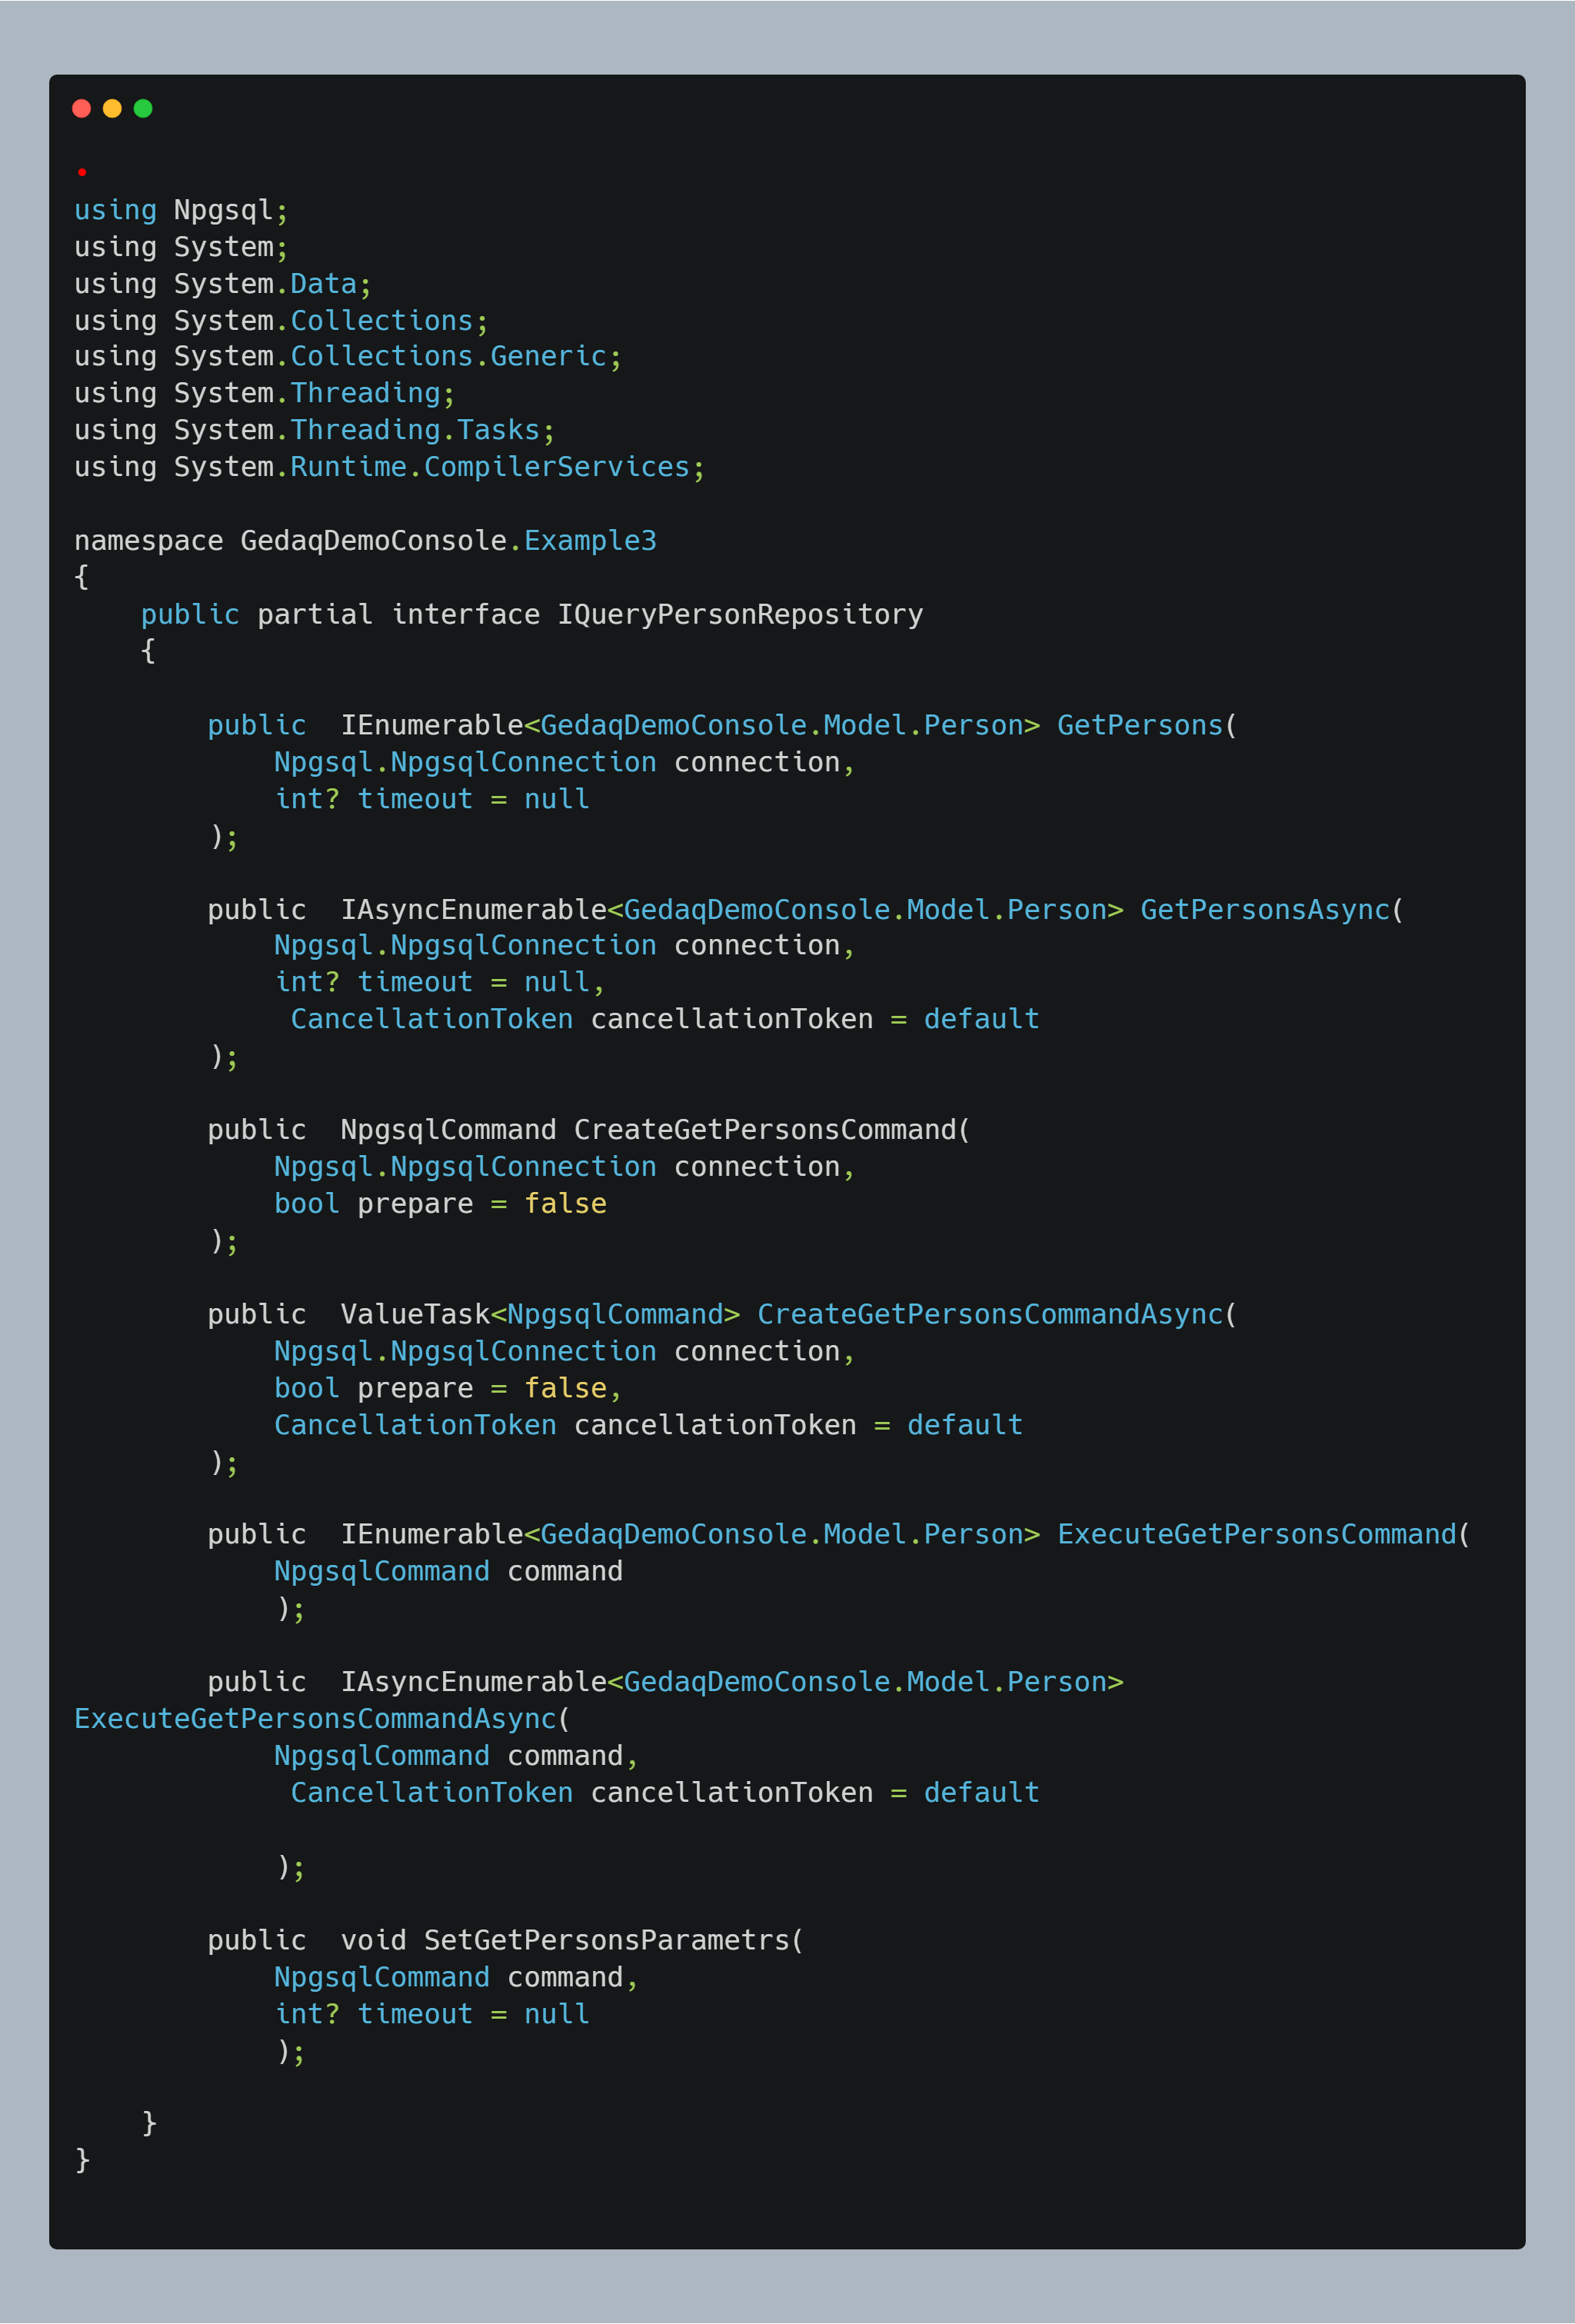 using Npgsql;
using System;
using System.Data;
using System.Collections;
using System.Collections.Generic;
using System.Threading;
using System.Threading.Tasks;
using System.Runtime.CompilerServices;

namespace GedaqDemoConsole.Example3
{
    public partial interface IQueryPersonRepository
    {

        public  IEnumerable<GedaqDemoConsole.Model.Person> GetPersons(
            Npgsql.NpgsqlConnection connection,
            int? timeout = null
        );

        public  IAsyncEnumerable<GedaqDemoConsole.Model.Person> GetPersonsAsync(
            Npgsql.NpgsqlConnection connection,
            int? timeout = null,
             CancellationToken cancellationToken = default
        );

        public  NpgsqlCommand CreateGetPersonsCommand(
            Npgsql.NpgsqlConnection connection,
            bool prepare = false
        );

        public  ValueTask<NpgsqlCommand> CreateGetPersonsCommandAsync(
            Npgsql.NpgsqlConnection connection,
            bool prepare = false,
            CancellationToken cancellationToken = default
        );

        public  IEnumerable<GedaqDemoConsole.Model.Person> ExecuteGetPersonsCommand(
            NpgsqlCommand command
            );

        public  IAsyncEnumerable<GedaqDemoConsole.Model.Person>
ExecuteGetPersonsCommandAsync(
            NpgsqlCommand command,
             CancellationToken cancellationToken = default

            );

        public  void SetGetPersonsParametrs(
            NpgsqlCommand command,
            int? timeout = null
            );

    }
}